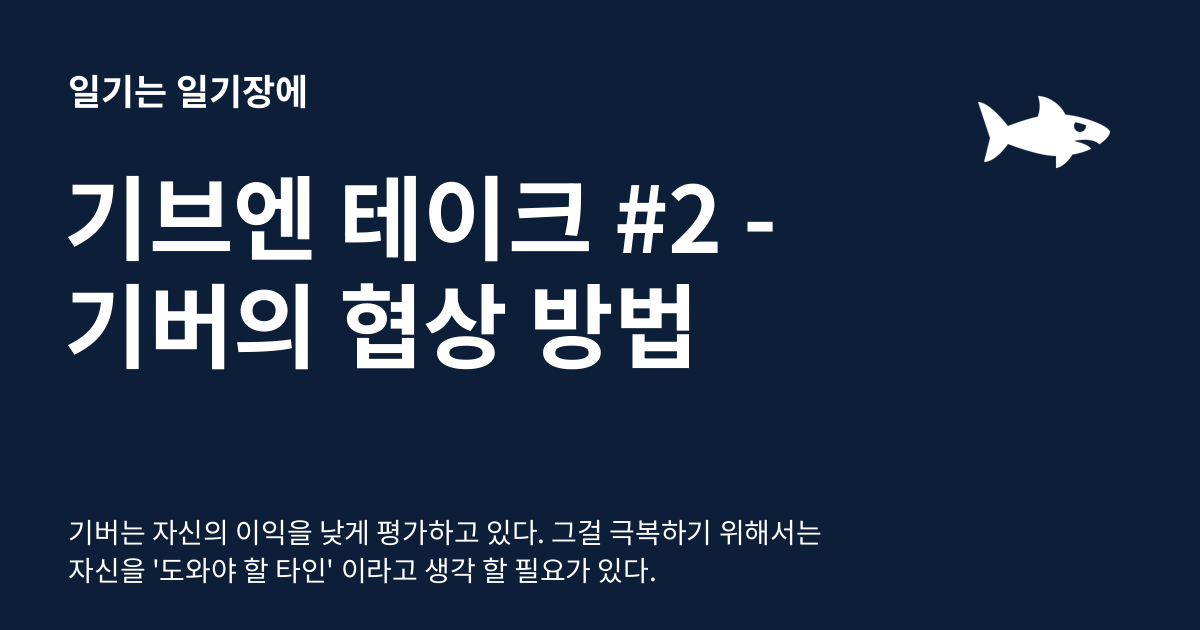 일기는 일기장에
기브엔 테이크 #2 -
기버의 협상 방법
기버는 자신의 이익을 낮게 평가하고 있다. 그걸 극복하기 위해서는
자신을 '도와야 할 타인' 이라고 생각 할 필요가 있다.